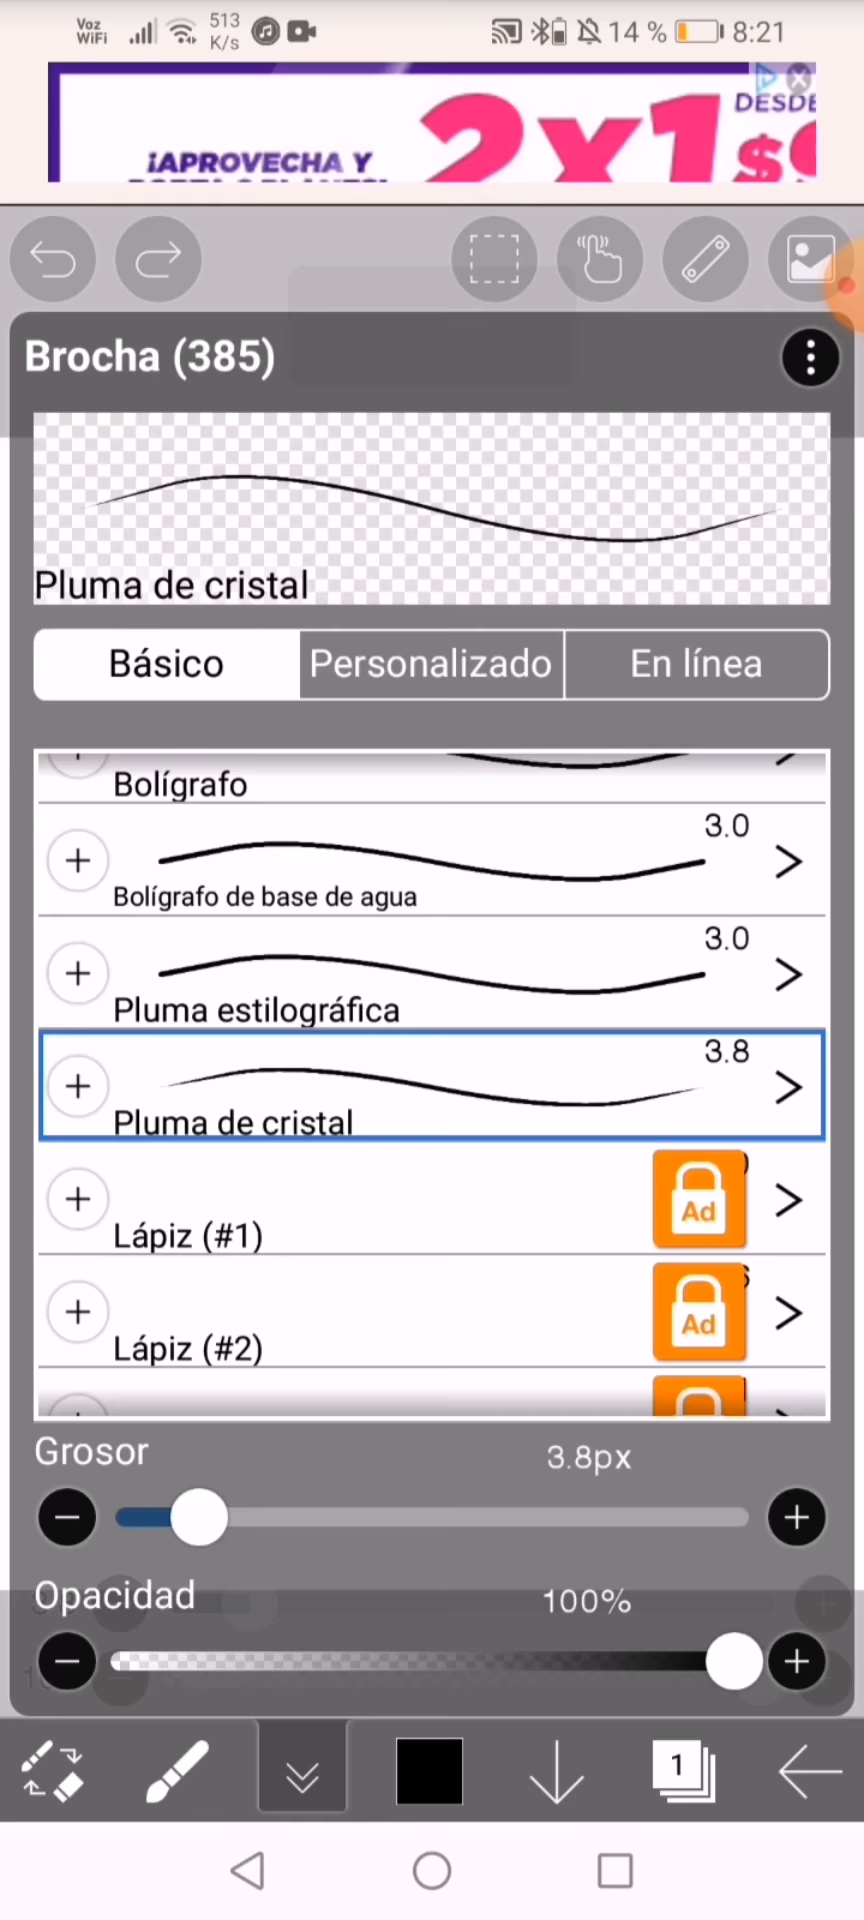 Voz
WiFi
513
K/s
14 %
8:21
¡APROVECHA Y
2x1
DESDE
$
Brocha (385)
Pluma de cristal
Básico
Personalizado
En línea
Bolígrafo
3.0
Bolígrafo de base de agua
3.0
Pluma estilográfica
3.8
Pluma de cristal
Ad
Lápiz (#1)
Ad
Lápiz (#2)
Grosor
3.8px
Opacidad
100%
1